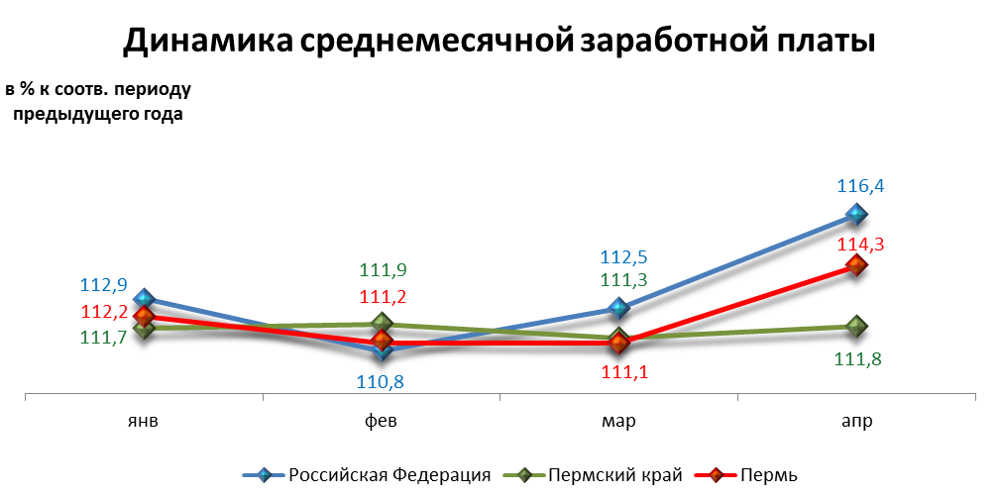 Динамика среднемесячной заработной платы
в % к соотв. периоду
предыдущего года
116,4
114,3
112,5
111,9
111,3
112,9
111,2
112,2
111,7
111,8
111,1
110,8
янв фев мар апр
Российская Федерация Пермский край Пермь